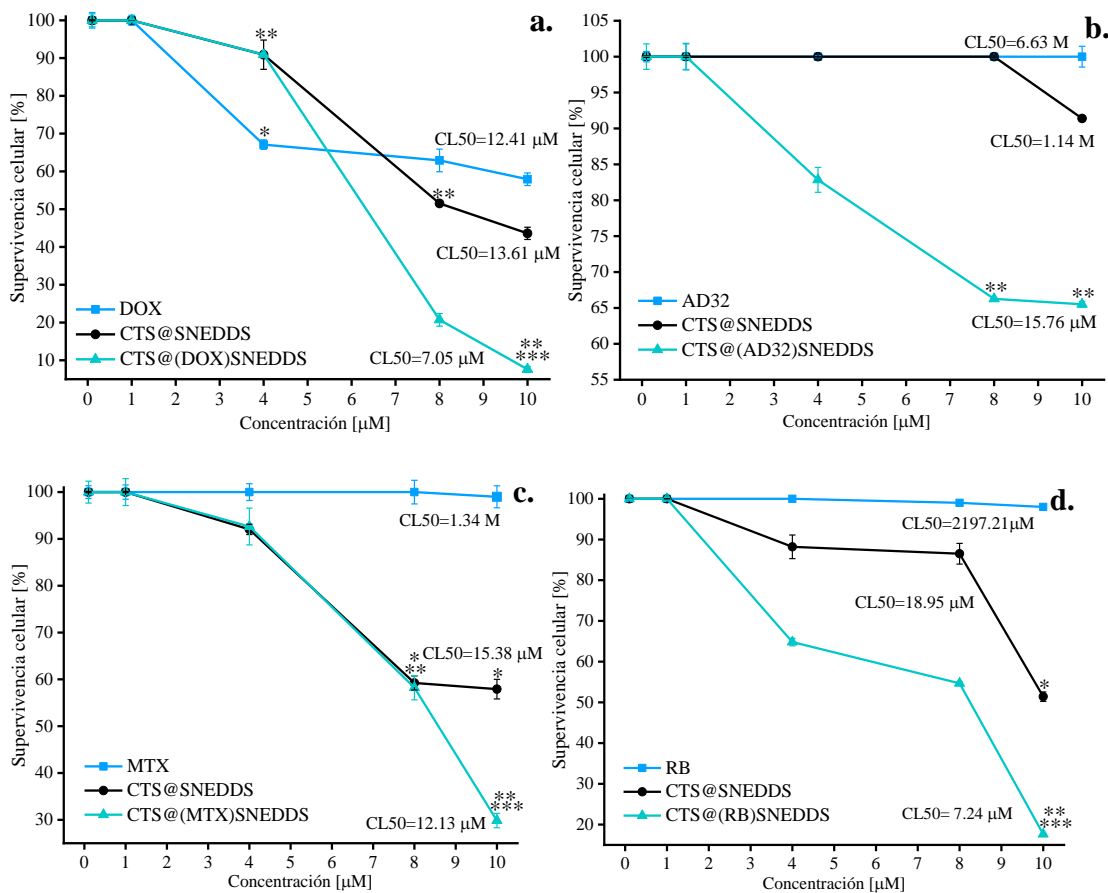 a.
Supervivencia celular [%]
100
90
80
70
60
50
40
30
20
10
**
*
**
**
***
CL50=12.41 µM
CL50=13.61 µM
CL50=7.05 µM
DOX
CTS@SNEDDS
CTS@(DOX)SNEDDS
0 1 2 3 4 5 6 7 8 9 10
Concentración [µM]
b.
Supervivencia celular [%]
105
100
95
90
85
80
75
70
65
60
55
CL50=6.63 M
CL50=1.14 M
** **
CL50=15.76 µM
AD32
CTS@SNEDDS
CTS@(AD32)SNEDDS
0 1 2 3 4 5 6 7 8 9 10
Concentración [µM]
c.
Supervivencia celular [%]
100
90
80
70
60
50
40
30
CL50=1.34 M
*
**
CL50=15.38 µM
*
**
***
CL50=12.13 µM
MTX
CTS@SNEDDS
CTS@(MTX)SNEDDS
0 1 2 3 4 5 6 7 8 9 10
Concentración [µM]
d.
Supervivencia celular [%]
100
90
80
70
60
50
40
30
20
CL50=2197.21µM
CL50=18.95 µM
*
CL50= 7.24 µM
**
***
RB
CTS@SNEDDS
CTS@(RB)SNEDDS
0 1 2 3 4 5 6 7 8 9 10
Concentración [µM]